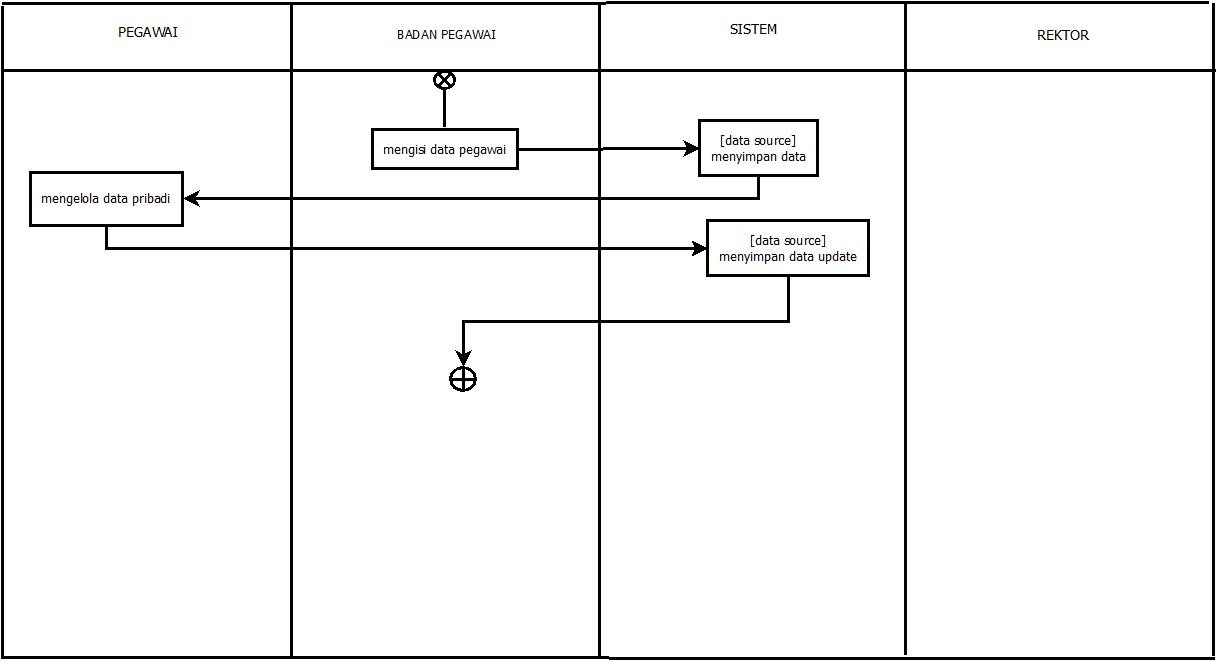 PEGAWAI
BADAN PEGAWAI
SISTEM
REKTOR
mengisi data pegawai
[data source]
menyimpan data
mengelola data pribadi
[data source]
menyimpan data update